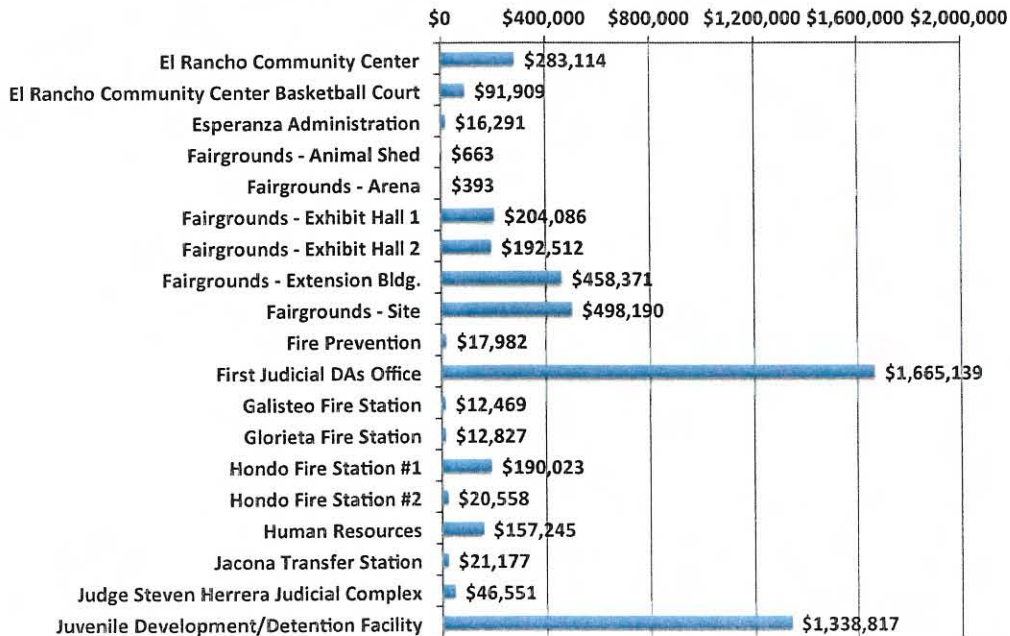 $0 $400,000 $800,000 $1,200,000 $1,600,000 $2,000,000
El Rancho Community Center $283,114
El Rancho Community Center Basketball Court $91,909
Esperanza Administration $16,291
Fairgrounds - Animal Shed $663
Fairgrounds - Arena $393
Fairgrounds - Exhibit Hall 1 $204,086
Fairgrounds - Exhibit Hall 2 $192,512
Fairgrounds - Extension Bldg. $458,371
Fairgrounds - Site $498,190
Fire Prevention $17,982
First Judicial DAs Office $1,665,139
Galisteo Fire Station $12,469
Glorieta Fire Station $12,827
Hondo Fire Station #1 $190,023
Hondo Fire Station #2 $20,558
Human Resources $157,245
Jacona Transfer Station $21,177
Judge Steven Herrera Judicial Complex $46,551
Juvenile Development/Detention Facility $1,338,817